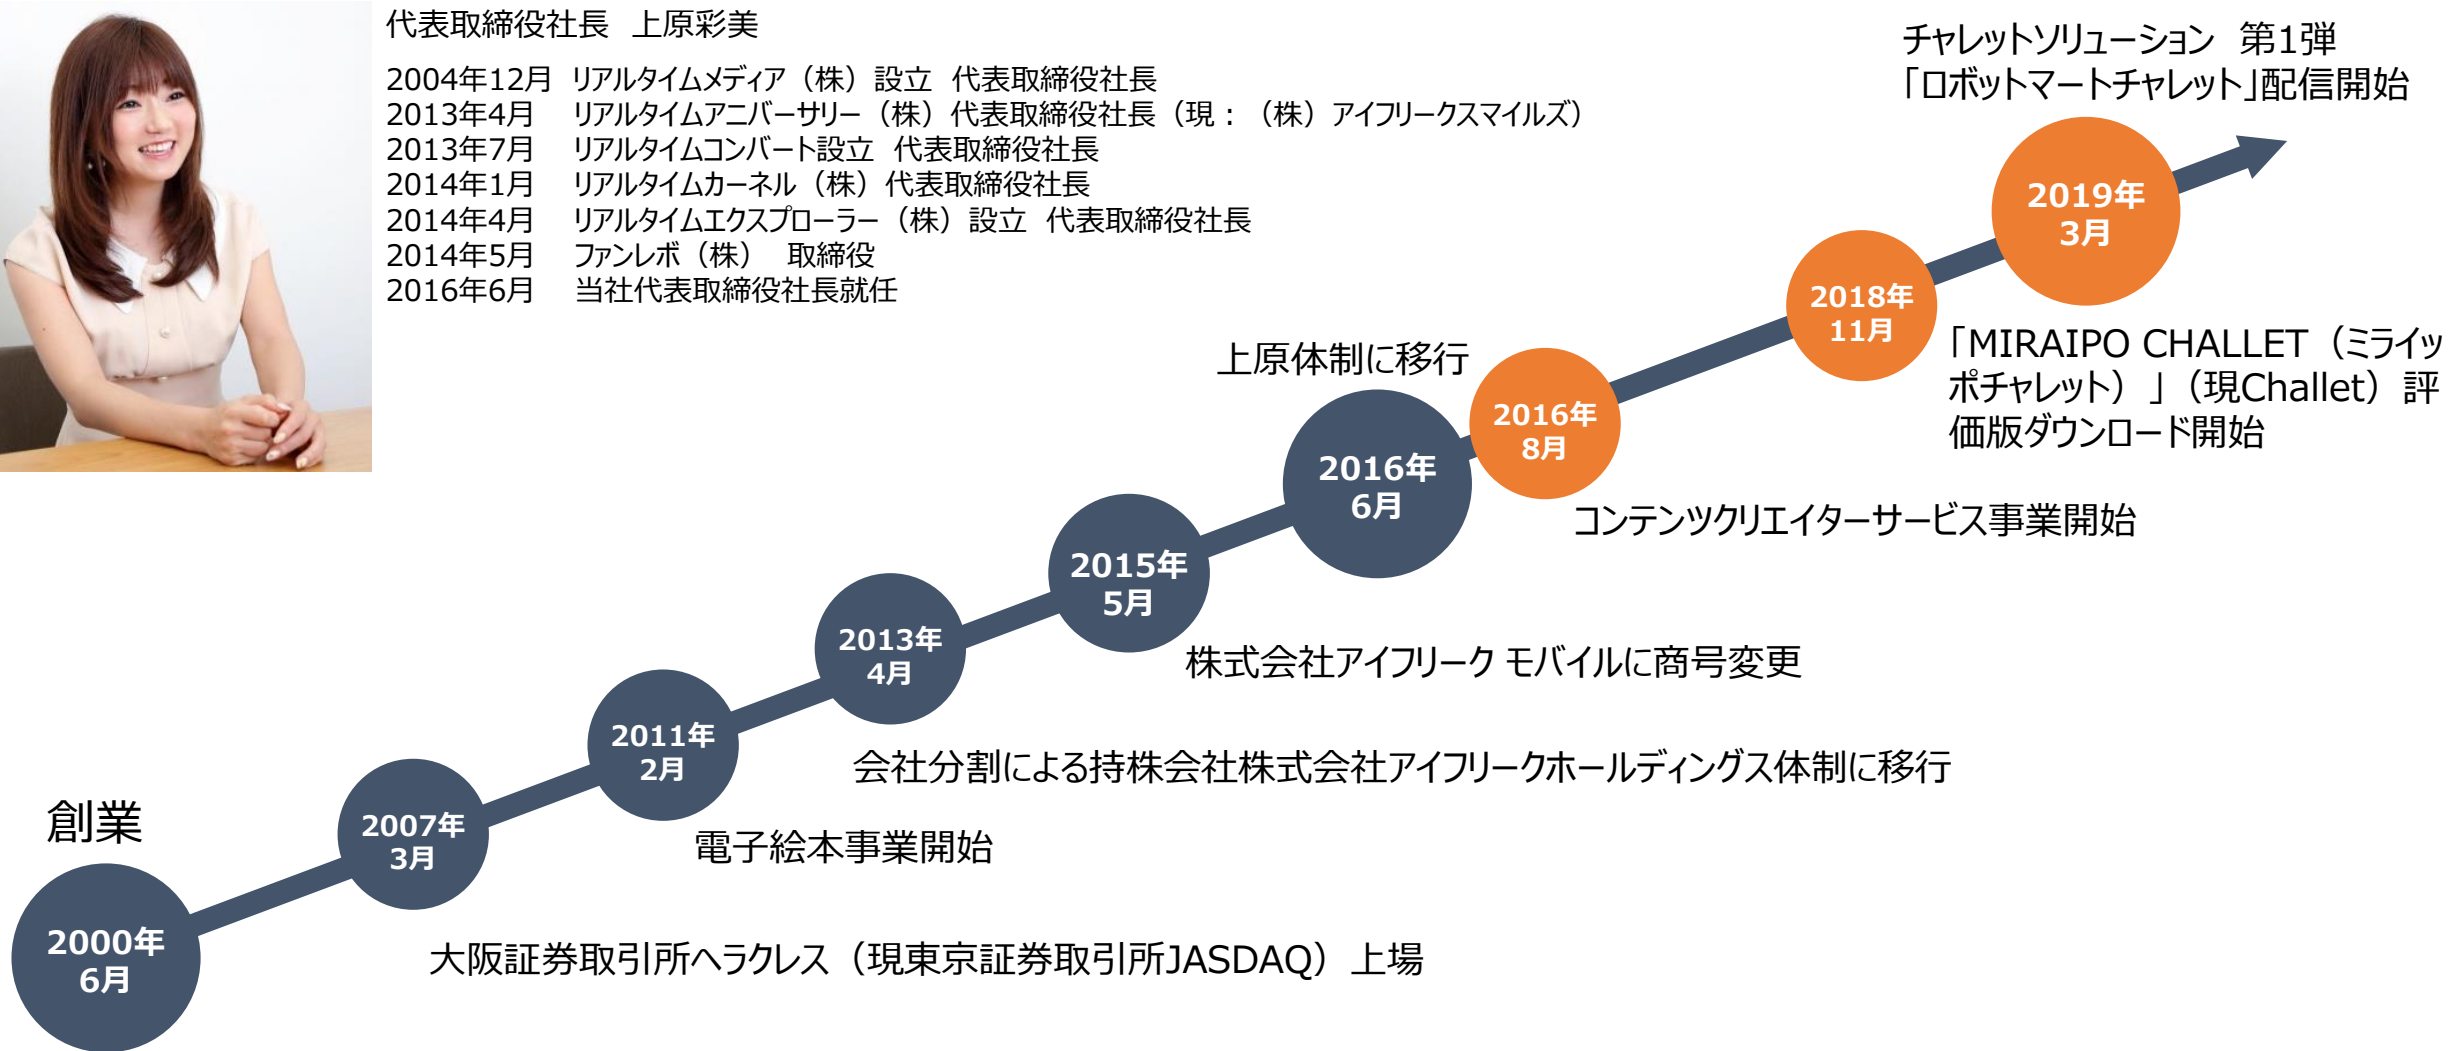 代表取締役社長　上原彩美
2004年12月　リアルタイムメディア（株）設立　代表取締役社長
2013年4月　リアルタイムアニバーサリー（株）代表取締役社長（現：（株）アイフリークスマイルズ）
2013年7月　リアルタイムコンバート設立　代表取締役社長
2014年1月　リアルタイムカーネル（株）代表取締役社長
2014年4月　リアルタイムエクスプローラー（株）設立　代表取締役社長
2014年5月　ファンレボ（株）　取締役
2016年6月　当社代表取締役社長就任
チャレットソリューション　第1弾
「ロボットマートチャレット」配信開始
2019年
3月
2018年
11月
「MIRAIPO CHALLET（ミライッ
ポチャレット）」（現Challet）評
価版ダウンロード開始
上原体制に移行
2016年
8月
2016年
6月
コンテンツクリエイターサービス事業開始
2015年
5月
株式会社アイフリーク モバイルに商号変更
2013年
4月
会社分割による持株会社株式会社アイフリークホールディングス体制に移行
2011年
2月
電子絵本事業開始
創業
2007年
3月
大阪証券取引所ヘラクレス（現東京証券取引所JASDAQ）上場
2000年
6月